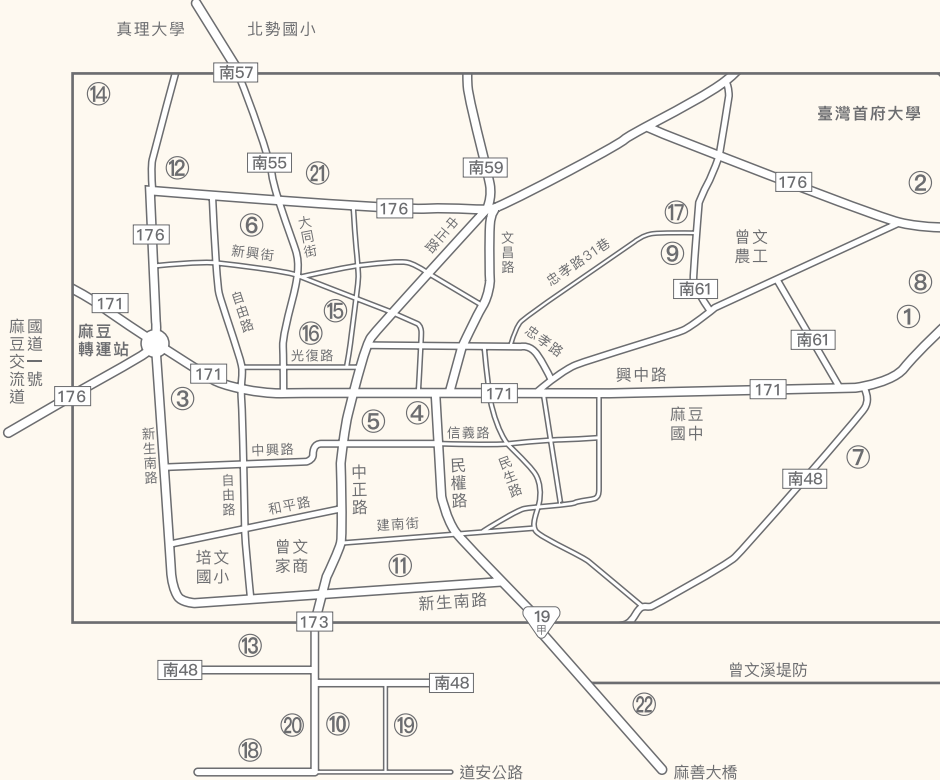 真理大學
北勢國小
南57
⑭
臺灣首府大學
⑫
南55
㉑
南59
176
②
176
⑥
⑰
176
大同街
中正路
文昌路
曾文
農工
新興街
忠孝路31巷
⑨
南61
⑧
171
自由路
⑮
①
國道一號
麻豆交流道
麻豆
轉運站
⑯
忠孝路
南61
光復路
171
興中路
176
③
171
171
⑤
④
麻豆
國中
新生南路
信義路
中興路
⑦
民生路
中正路
民權路
南48
自由路
和平路
建南街
培文
國小
曾文
家商
⑪
新生南路
173
19
甲
⑬
南48
曾文溪堤防
南48
㉒
⑳
⑩
⑲
⑱
道安公路
麻善大橋